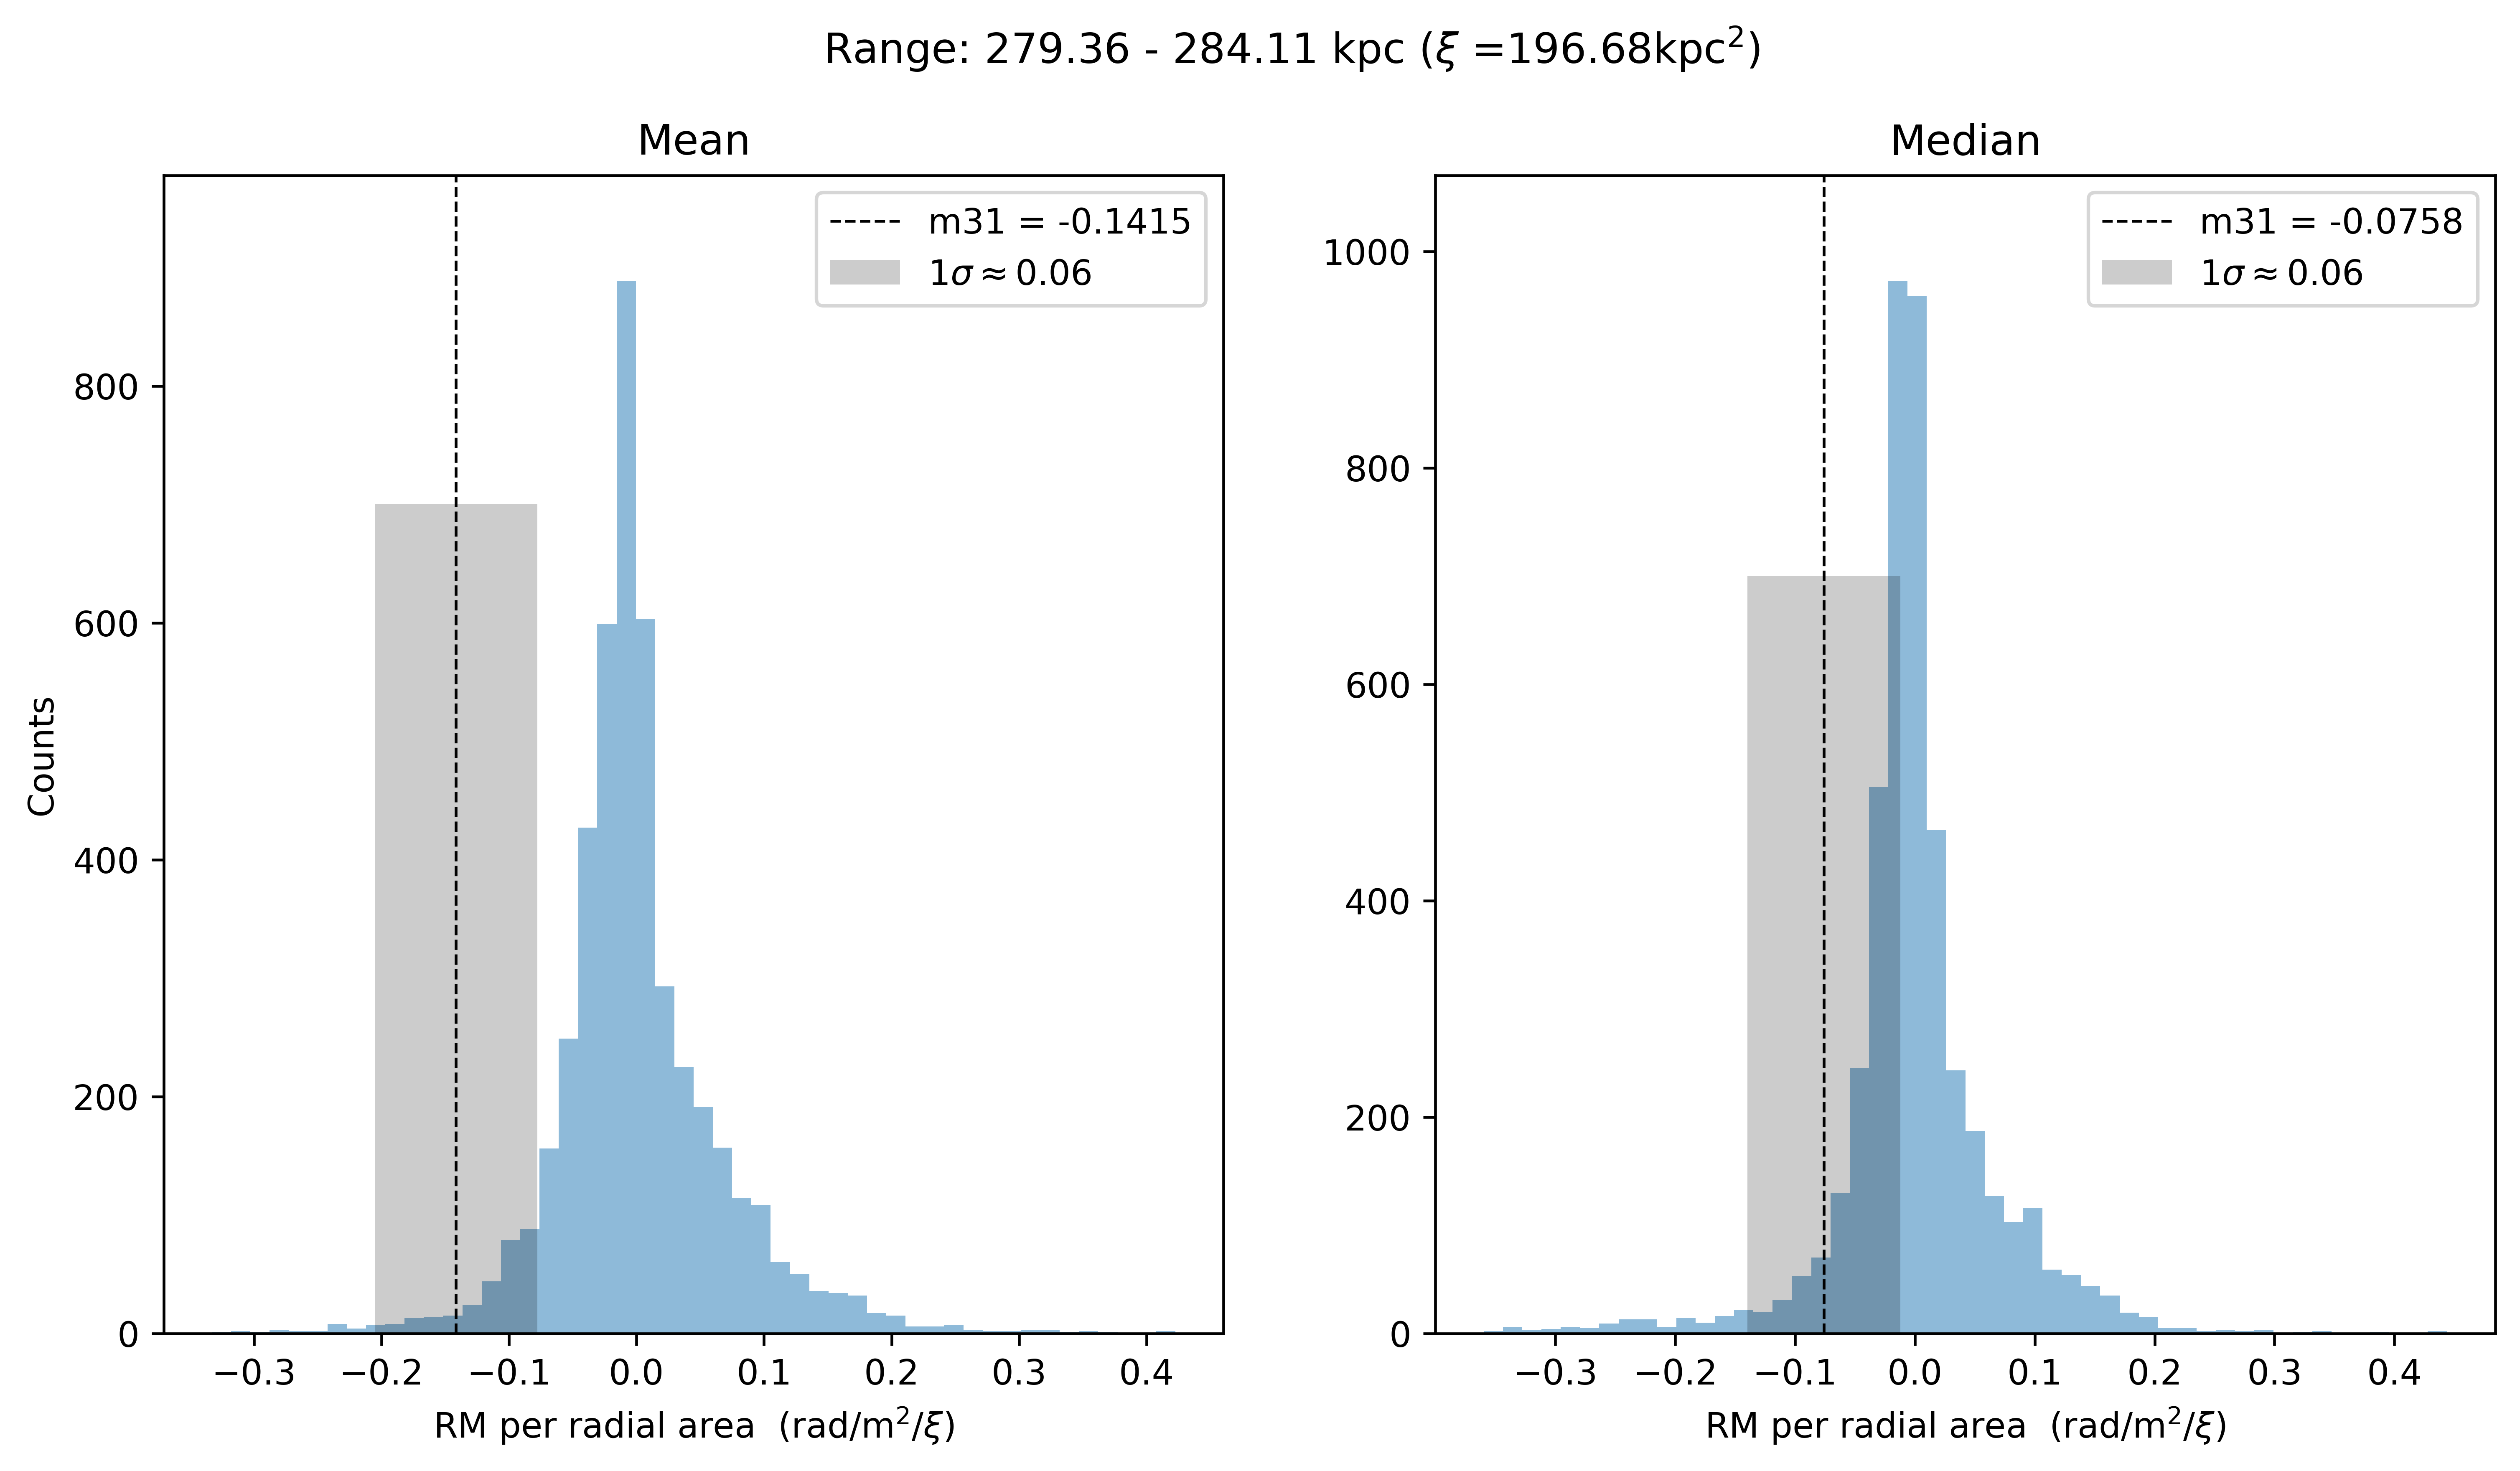 Range: 279.36 - 284.11 kpc (ξ =196.68kpc²)
Mean
m31 = -0.1415
1σ ≈ 0.06
Counts
800
600
400
200
0
−0.3 −0.2 −0.1 0.0 0.1 0.2 0.3 0.4
RM per radial area (rad/m²/ξ)
Median
m31 = -0.0758
1σ ≈ 0.06
1000
800
600
400
200
0
−0.3 −0.2 −0.1 0.0 0.1 0.2 0.3 0.4
RM per radial area (rad/m²/ξ)